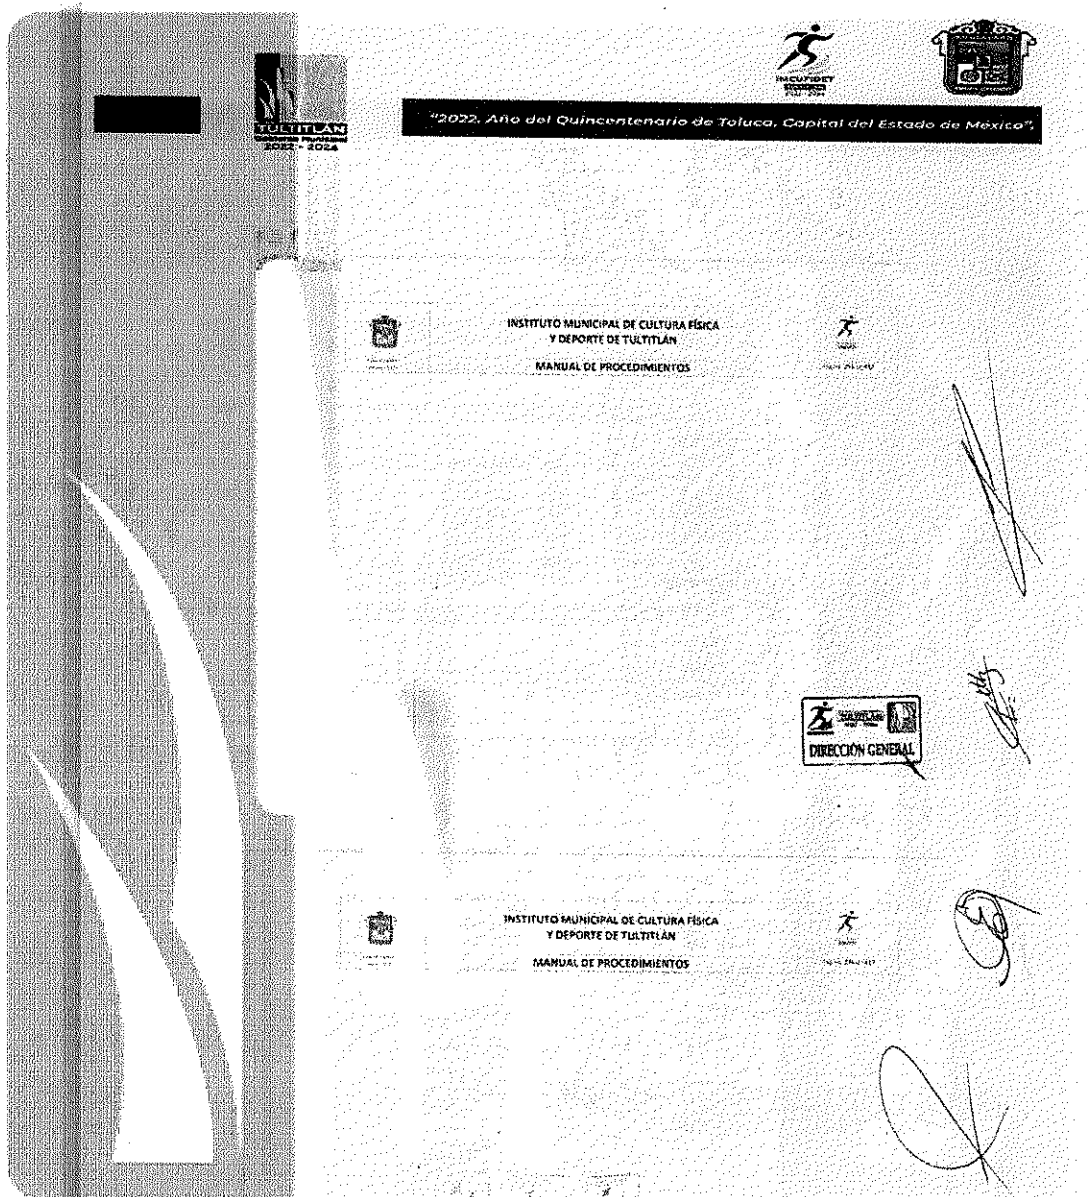 IMCUFIDET
TULTITLÁN
2022 - 2024
"2022, Año del Quincentenario de Toluca, Capital del Estado de México".
INSTITUTO MUNICIPAL DE CULTURA FÍSICA
Y DEPORTE DE TULTITLÁN
MANUAL DE PROCEDIMIENTOS
TULTITLÁN
DIRECCIÓN GENERAL
INSTITUTO MUNICIPAL DE CULTURA FÍSICA
Y DEPORTE DE TULTITLÁN
MANUAL DE PROCEDIMIENTOS